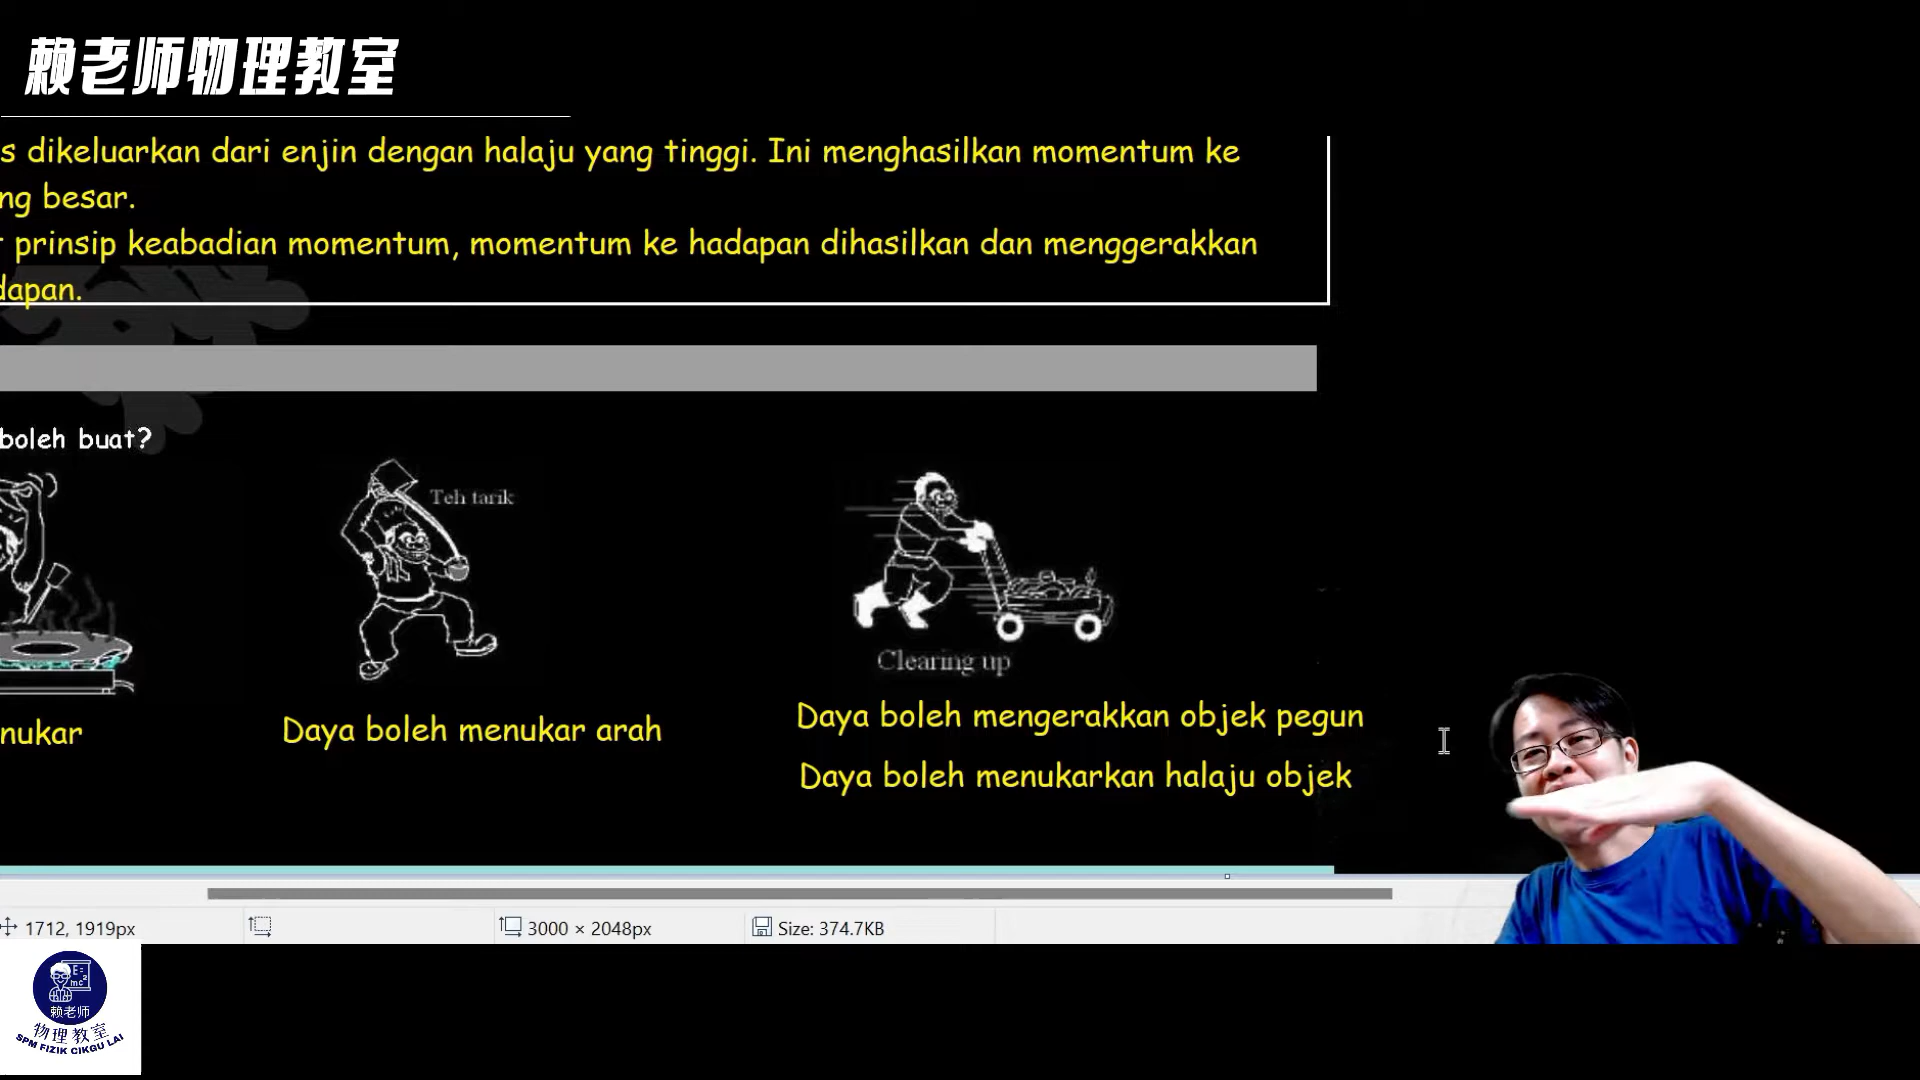 赖老师物理教室
s dikeluarkan dari enjin dengan halaju yang tinggi. Ini menghasilkan momentum ke
ng besar.
prinsip keabadian momentum, momentum ke hadapan dihasilkan dan menggerakkan
dapan.
boleh buat?
Teh tarik
Clearing up
nukar
Daya boleh menukar arah
Daya boleh mengerakkan objek pegun
Daya boleh menukarkan halaju objek
1712, 1919px
3000 × 2048px
Size: 374.7KB
E=
mc²
赖老师
物理教室
SPM FIZIK CIKGU LAI